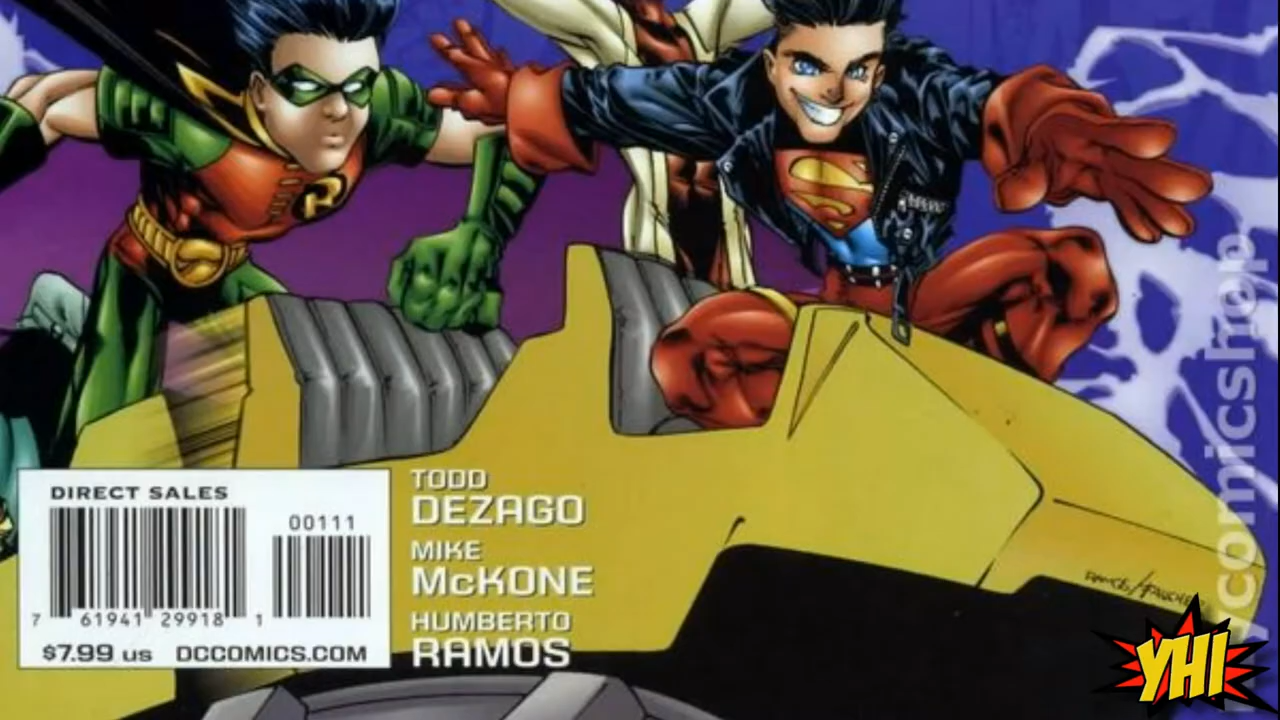 R
S
DIRECT SALES
00111
7 61941 29918 1
$7.99 US DCCOMICS.COM
TODD
DEZAGO
MIKE
McKONE
HUMBERTO
RAMOS
mycomicshop
YHI